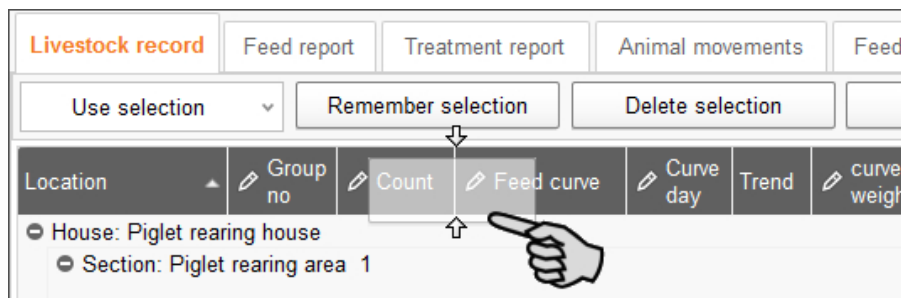 Livestock record Feed report Treatment report Animal movements Feed
Use selection Remember selection Delete selection
Location Group no Count Feed curve Curve day Trend curve weigh
House: Piglet rearing house
Section: Piglet rearing area 1